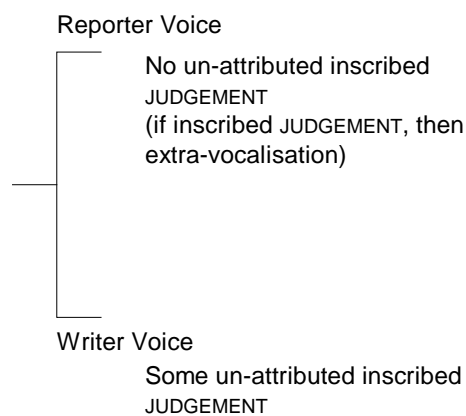 Reporter Voice
No un-attributed inscribed
JUDGEMENT
(if inscribed JUDGEMENT, then
extra-vocalisation)
Writer Voice
Some un-attributed inscribed
JUDGEMENT